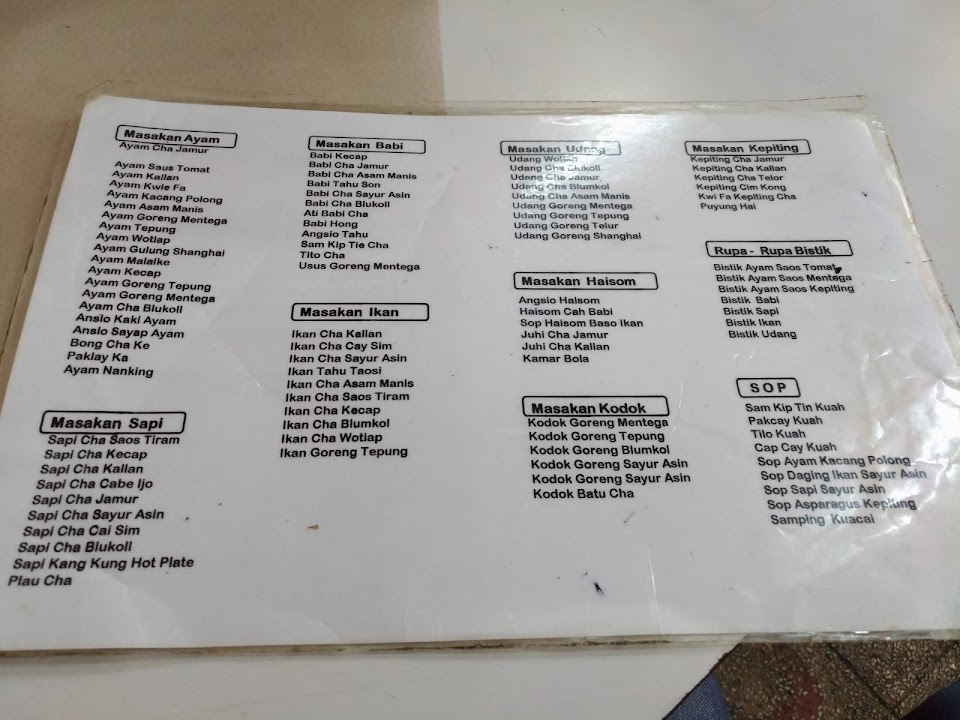 Masakan Ayam
Ayam Cha Jamur
Ayam Saus Tomat
Ayam Kallan
Ayam Kwie Fa
Ayam Kacang Polong
Ayam Asam Manis
Ayam Goreng Mentega
Ayam Tepung
Ayam Wotiap
Ayam Gulung Shanghai
Ayam Malaike
Ayam Kecap
Ayam Goreng Tepung
Ayam Goreng Mentega
Ayam Cha Blukoll
Ansio Kaki Ayam
Ansio Sayap Ayam
Bong Cha Ke
Paklay Ka
Ayam Nanking
Masakan Sapi
Sapi Cha Saos Tiram
Sapi Cha Kecap
Sapi Cha Kallan
Sapi Cha Cabe Ijo
Sapi Cha Jamur
Sapi Cha Sayur Asin
Sapi Cha Cai Sim
Sapi Cha Blukoll
Sapi Kang Kung Hot Plate
Plau Cha
Masakan Babi
Babi Kecap
Babi Cha Jamur
Babi Cha Asam Manis
Babi Tahu Son
Babi Cha Sayur Asin
Babi Cha Blukoll
Ati Babi Cha
Babi Hong
Angsio Tahu
Sam Kip Tie Cha
Tito Cha
Usus Goreng Mentega
Masakan Ikan
Ikan Cha Kallan
Ikan Cha Cay Sim
Ikan Cha Sayur Asin
Ikan Tahu Taosi
Ikan Cha Asam Manis
Ikan Cha Saos Tiram
Ikan Cha Kecap
Ikan Cha Blumkol
Ikan Cha Wotiap
Ikan Goreng Tepung
Masakan Udang
Udang Wotiap
Udang Cha Blukoll
Udang Cha Jamur
Udang Cha Blumkol
Udang Cha Asam Manis
Udang Goreng Mentega
Udang Goreng Tepung
Udang Goreng Telur
Udang Goreng Shanghai
Masakan Haisom
Angsio Haisom
Haisom Cah Babi
Sop Haisom Baso Ikan
Juhi Cha Jamur
Juhi Cha Kallan
Kamar Bola
Masakan Kodok
Kodok Goreng Mentega
Kodok Goreng Tepung
Kodok Goreng Blumkol
Kodok Goreng Sayur Asin
Kodok Goreng Sayur Asin
Kodok Batu Cha
Masakan Kepiting
Kepiting Cha Jamur
Kepiting Cha Kallan
Kepiting Cha Telor
Kepiting Cim Kong
Kwi Fa Kepiting Cha
Puyung Hai
Rupa - Rupa Bistik
Bistik Ayam Saos Tomat
Bistik Ayam Saos Mentega
Bistik Ayam Saos Kepiting
Bistik Babi
Bistik Sapi
Bistik Ikan
Bistik Udang
SOP
Sam Kip Tin Kuah
Pakcay Kuah
Tilo Kuah
Cap Cay Kuah
Sop Ayam Kacang Polong
Sop Daging Ikan Sayur Asin
Sop Sapi Sayur Asin
Sop Asparagus Kepiting
Samping Kuacai